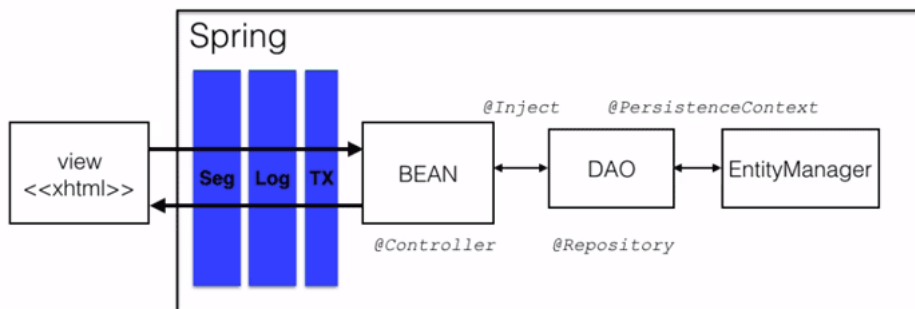 Spring
@Inject
@PersistenceContext
view
<<xhtml>>
Seg
Log
TX
BEAN
DAO
EntityManager
@Controller
@Repository